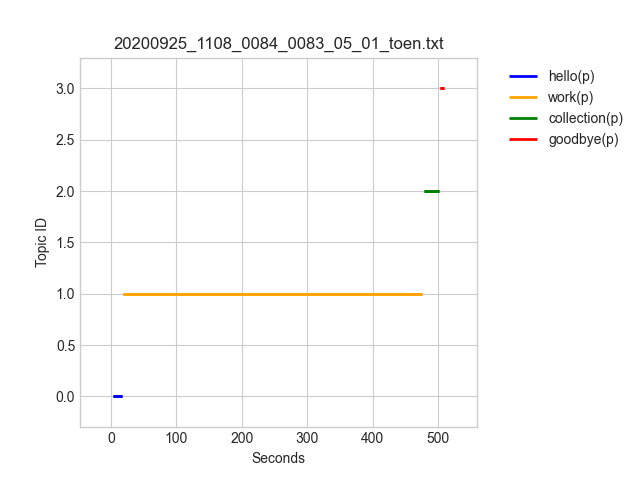 20200925_1108_0084_0083_05_01_toen.txt
hello(p)
work(p)
collection(p)
goodbye(p)
Topic ID
3.0
2.5
2.0
1.5
1.0
0.5
0.0
0 100 200 300 400 500
Seconds